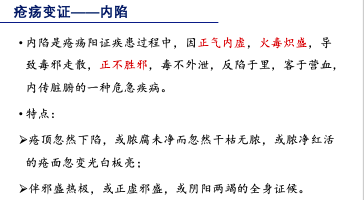 疮疡变证——内陷
•内陷是疮疡阳证疾患过程中，因正气内虚，火毒炽盛，导
致毒邪走散，正不胜邪，毒不外泄，反陷于里，客于营血，
内传脏腑的一种危急疾病。
•特点：
➢疮顶忽然下陷，或脓腐未净而忽然干枯无脓，或脓净红活
的疮面忽变光白板亮；
➢伴邪盛热极，或正虚邪盛，或阴阳两竭的全身证候。